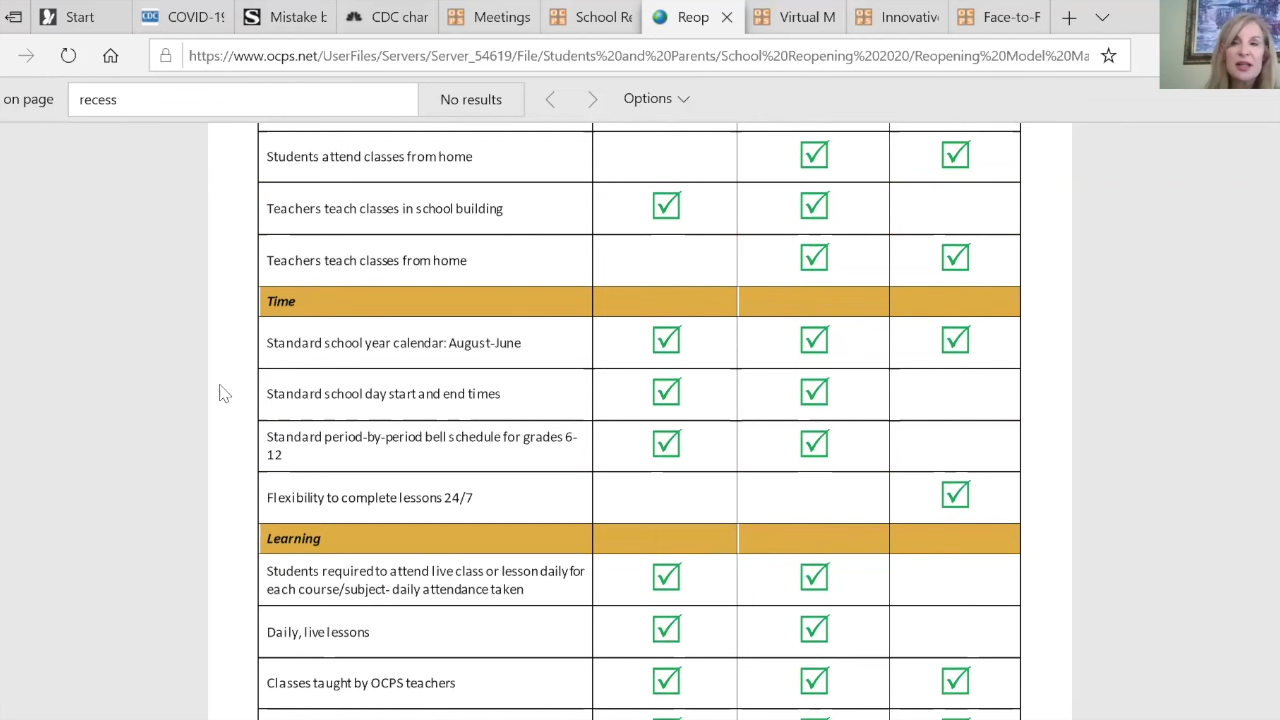 Start
CDC COVID-19
Mistake b
CDC char
Meetings
School Re
Reop
Virtual M
Innovativ
Face-to-F
https://www.ocps.net/UserFiles/Servers/Server_54619/File/Students%20and%20Parents/School%20Reopening%202020/Reopening%20Model%20Ma
on page
recess
No results
Options
Students attend classes from home
Teachers teach classes in school building
Teachers teach classes from home
Time
Standard school year calendar: August-June
Standard school day start and end times
Standard period-by-period bell schedule for grades 6-
12
Flexibility to complete lessons 24/7
Learning
Students required to attend live class or lesson daily for
each course/subject- daily attendance taken
Daily, live lessons
Classes taught by OCPS teachers